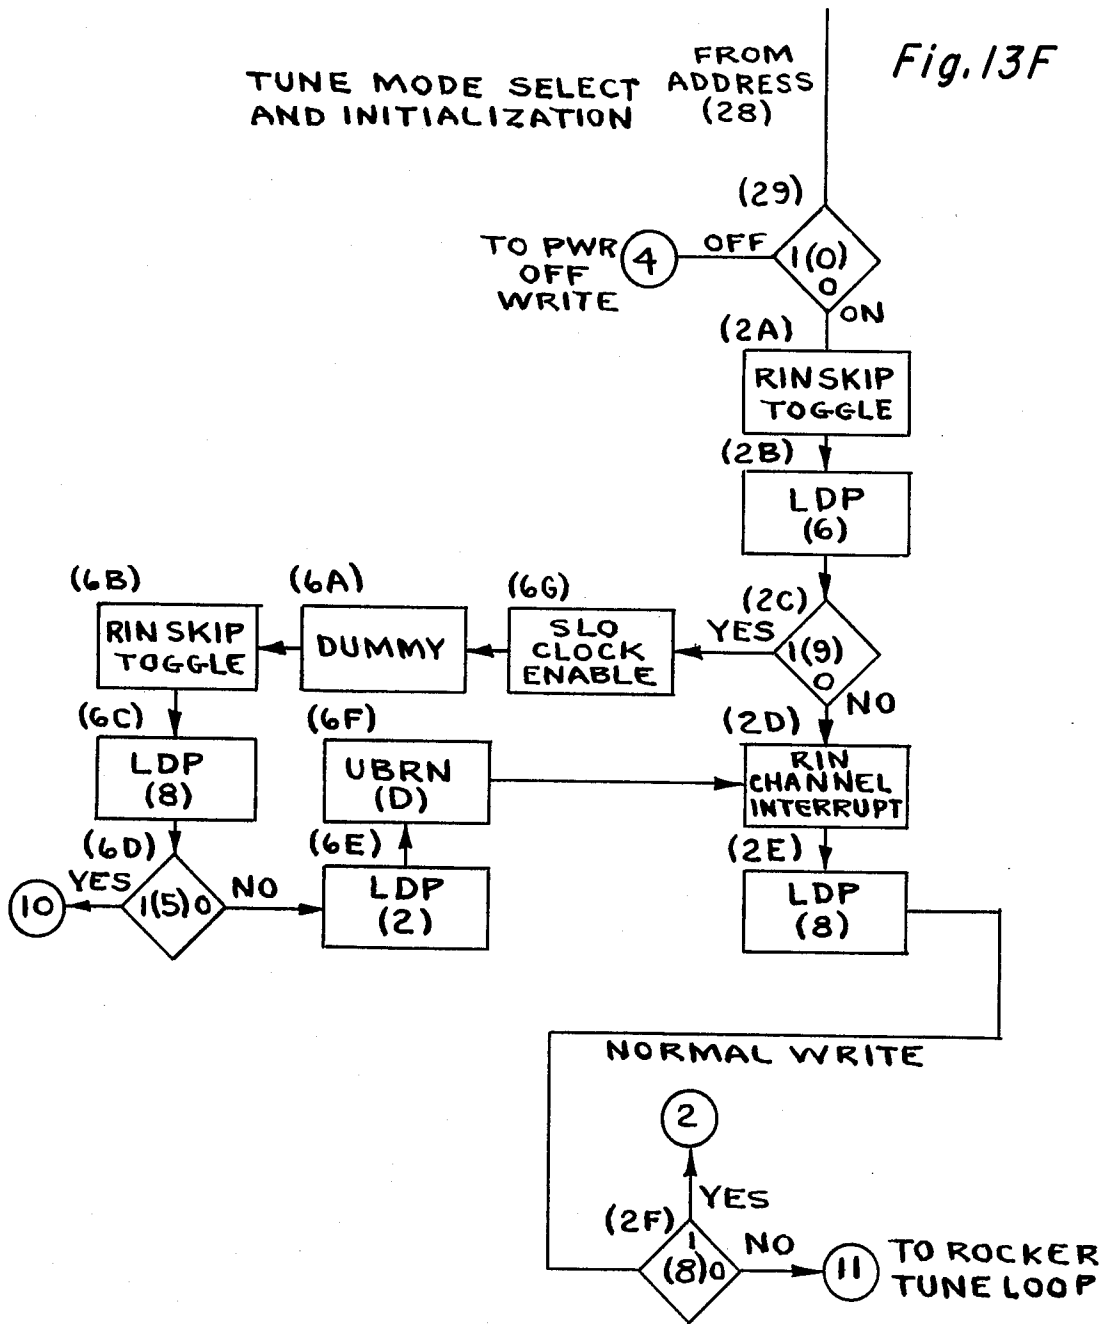 Fig. 13F
TUNE MODE SELECT
AND INITIALIZATION
FROM
ADDRESS
(28)
(29)
1(0)
0
OFF
4
TO PWR
OFF
WRITE
ON
(2A)
RIN SKIP
TOGGLE
(2B)
LDP
(6)
(2C)
1(9)
0
YES
NO
(6G)
SLO
CLOCK
ENABLE
(6A)
DUMMY
(6B)
RIN SKIP
TOGGLE
(6C)
LDP
(8)
(6D)
1(5)0
YES
10
NO
(6E)
LDP
(2)
(6F)
UBRN
(D)
(2D)
RIN
CHANNEL
INTERRUPT
(2E)
LDP
(8)
NORMAL WRITE
2
YES
(2F)
1
(8)0
NO
11
TO ROCKER
TUNE LOOP